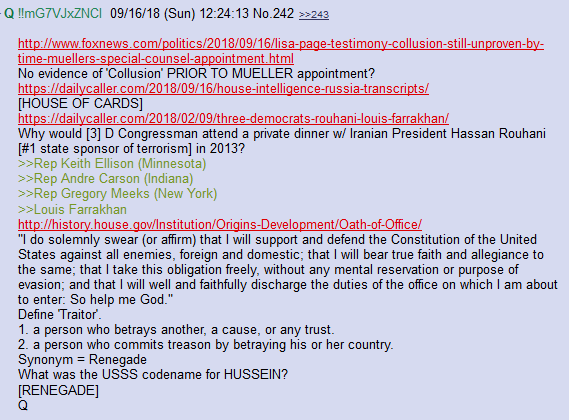 Q !!mG7VJxZNCI 09/16/18 (Sun) 12:24:13 No.242 >>243
http://www.foxnews.com/politics/2018/09/16/lisa-page-testimony-collusion-still-unproven-by-
time-muellers-special-counsel-appointment.html
No evidence of 'Collusion' PRIOR TO MUELLER appointment?
https://dailycaller.com/2018/09/16/house-intelligence-russia-transcripts/
[HOUSE OF CARDS]
https://dailycaller.com/2018/02/09/three-democrats-rouhani-louis-farrakhan/
Why would [3] D Congressman attend a private dinner w/ Iranian President Hassan Rouhani
[#1 state sponsor of terrorism] in 2013?
>>Rep Keith Ellison (Minnesota)
>>Rep Andre Carson (Indiana)
>>Rep Gregory Meeks (New York)
>>Louis Farrakhan
http://history.house.gov/Institution/Origins-Development/Oath-of-Office/
"I do solemnly swear (or affirm) that I will support and defend the Constitution of the United
States against all enemies, foreign and domestic; that I will bear true faith and allegiance to
the same; that I take this obligation freely, without any mental reservation or purpose of
evasion; and that I will well and faithfully discharge the duties of the office on which I am about
to enter: So help me God."
Define 'Traitor'.
1. a person who betrays another, a cause, or any trust.
2. a person who commits treason by betraying his or her country.
Synonym = Renegade
What was the USSS codename for HUSSEIN?
[RENEGADE]
Q